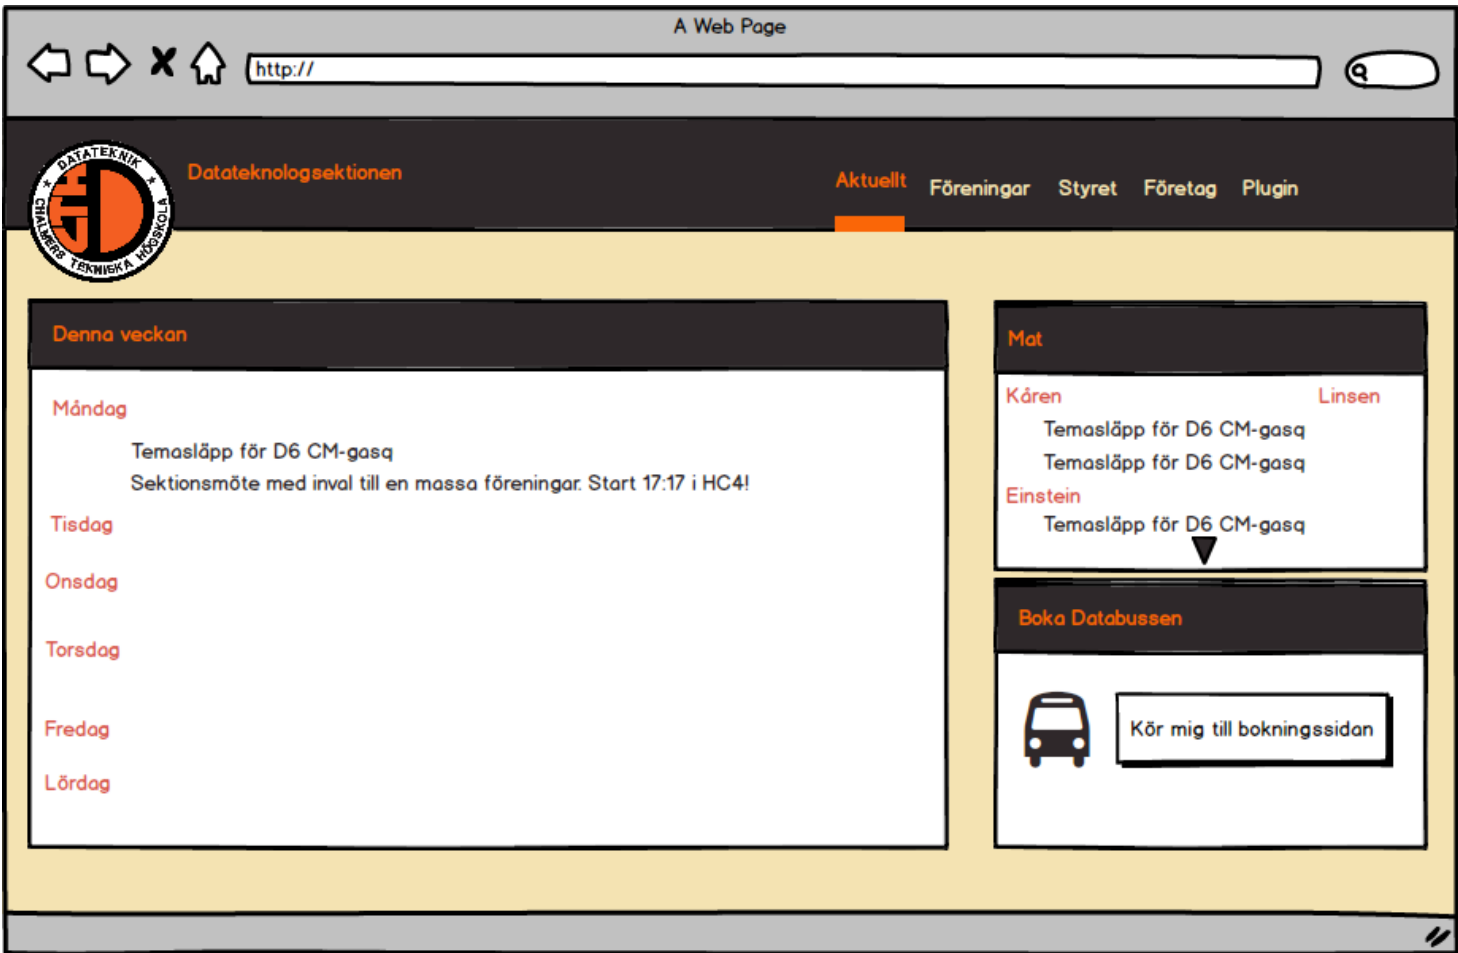 A Web Page
http://
DATATEKNIK
CHALMERS TEKNISKA HÖGSKOLA
Datateknologsektionen
Aktuellt Föreningar Styret Företag Plugin
Denna veckan
Måndag
Temasläpp för D6 CM-gasq
Sektionsmöte med inval till en massa föreningar. Start 17:17 i HC4!
Tisdag
Onsdag
Torsdag
Fredag
Lördag
Mat
Kåren Linsen
Temasläpp för D6 CM-gasq
Temasläpp för D6 CM-gasq
Einstein
Temasläpp för D6 CM-gasq
Boka Databussen
Kör mig till bokningssidan